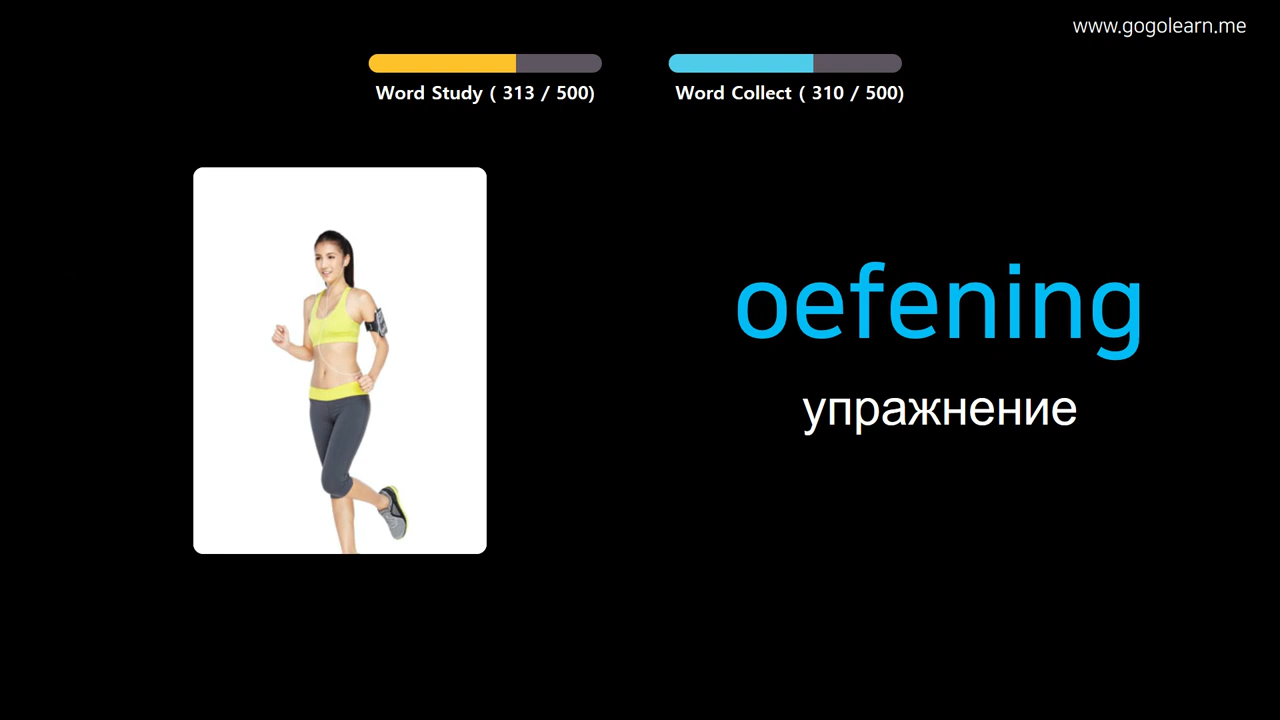 www.gogolearn.me
Word Study ( 313 / 500)
Word Collect ( 310 / 500)
oefening
упражнение